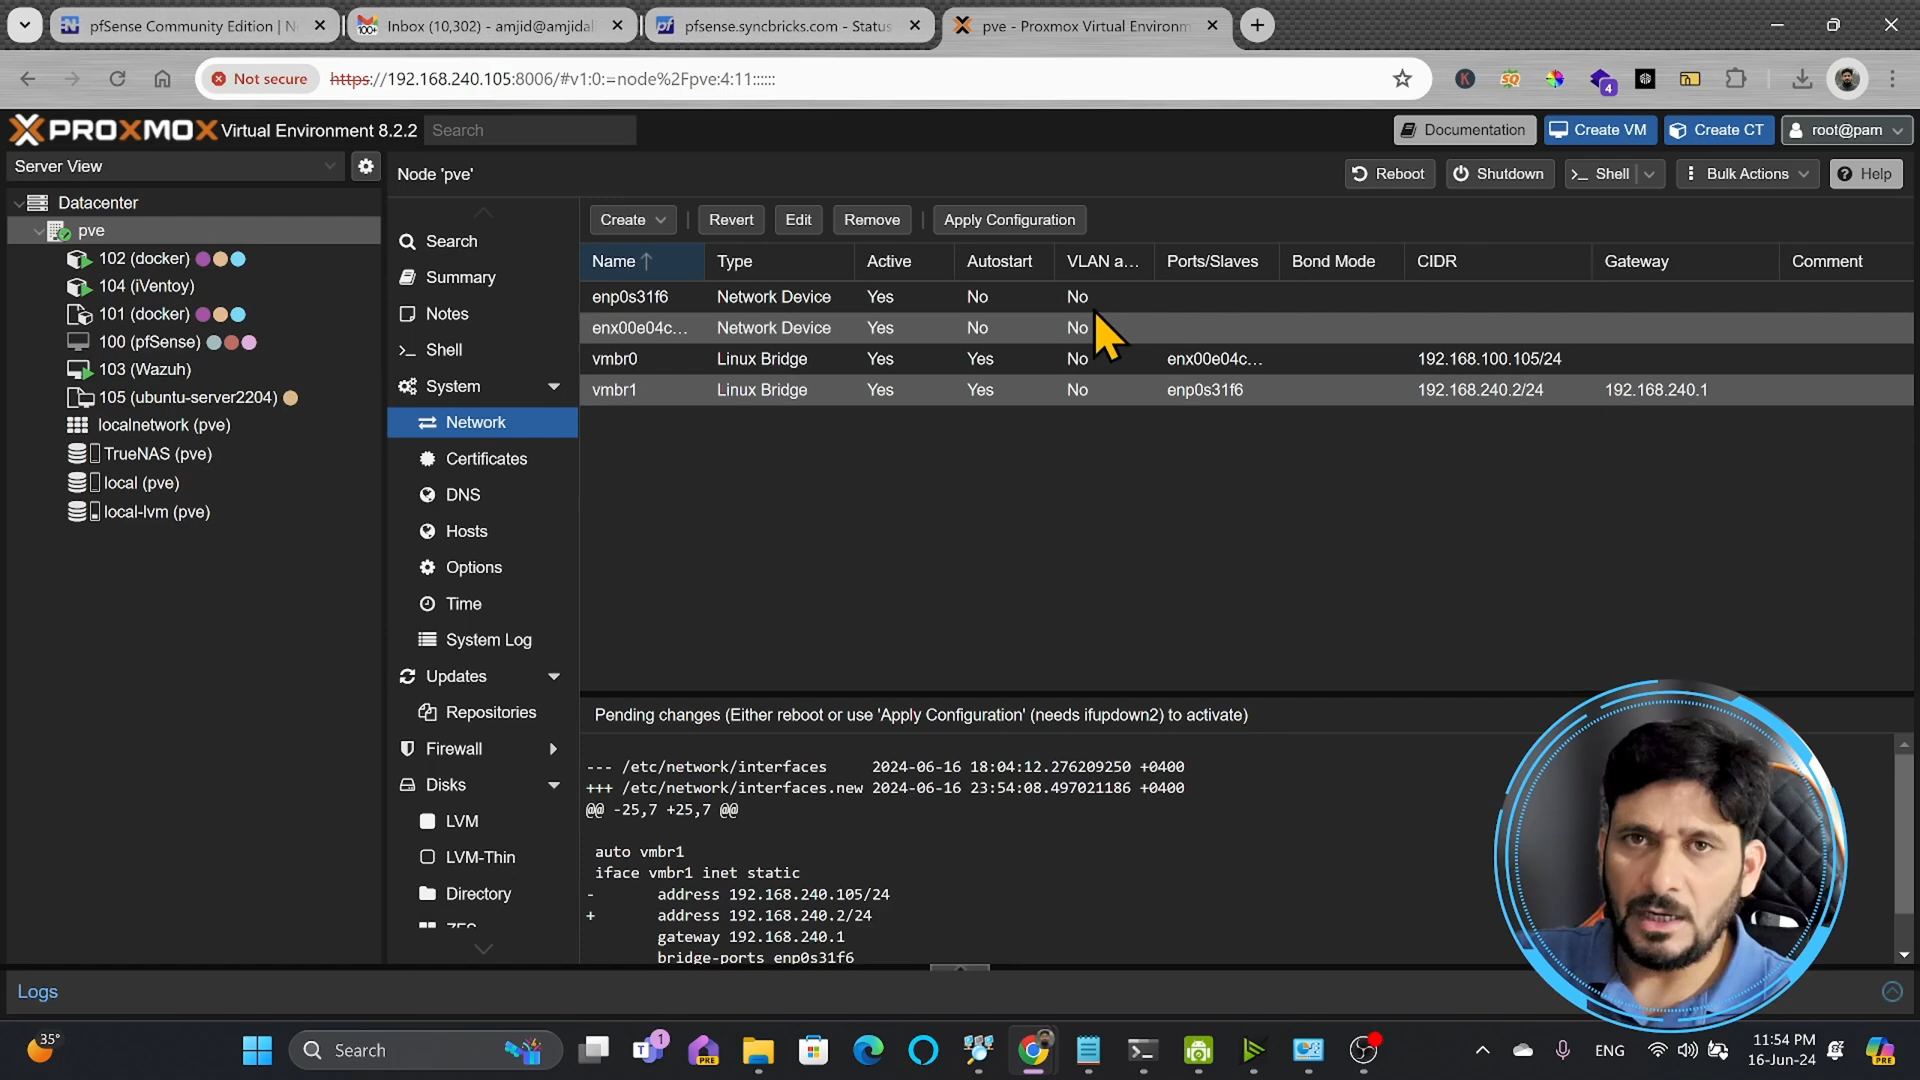 pfSense Community Edition | N
Inbox (10,302) - amjid@amjidal
pfsense.syncbricks.com - Status
pve - Proxmox Virtual Environm
Not secure
https://192.168.240.105:8006/#v1:0:=node%2Fpve:4:11::::::
4
PROXMOX Virtual Environment 8.2.2
Search
Documentation
Create VM
Create CT
root@pam
Server View
Node 'pve'
Reboot
Shutdown
Shell
Bulk Actions
Help
Datacenter
pve
102 (docker)
104 (iVentoy)
101 (docker)
100 (pfSense)
103 (Wazuh)
105 (ubuntu-server2204)
localnetwork (pve)
TrueNAS (pve)
local (pve)
local-lvm (pve)
Search
Summary
Notes
Shell
System
Network
Certificates
DNS
Hosts
Options
Time
System Log
Updates
Repositories
Firewall
Disks
LVM
LVM-Thin
Directory
ZFS
Create
Revert
Edit
Remove
Apply Configuration
Name Type Active Autostart VLAN a... Ports/Slaves Bond Mode CIDR Gateway Comment
enp0s31f6 Network Device Yes No No
enx00e04c... Network Device Yes No No
vmbr0 Linux Bridge Yes Yes No enx00e04c... 192.168.100.105/24
vmbr1 Linux Bridge Yes Yes No enp0s31f6 192.168.240.2/24 192.168.240.1
Pending changes (Either reboot or use 'Apply Configuration' (needs ifupdown2) to activate)
--- /etc/network/interfaces 2024-06-16 18:04:12.276209250 +0400
+++ /etc/network/interfaces.new 2024-06-16 23:54:08.497021186 +0400
@@ -25,7 +25,7 @@
auto vmbr1
iface vmbr1 inet static
- address 192.168.240.105/24
+ address 192.168.240.2/24
gateway 192.168.240.1
bridge-ports enp0s31f6
Logs
35°
Search
1
PRE
ENG
11:54 PM
16-Jun-24
PRE